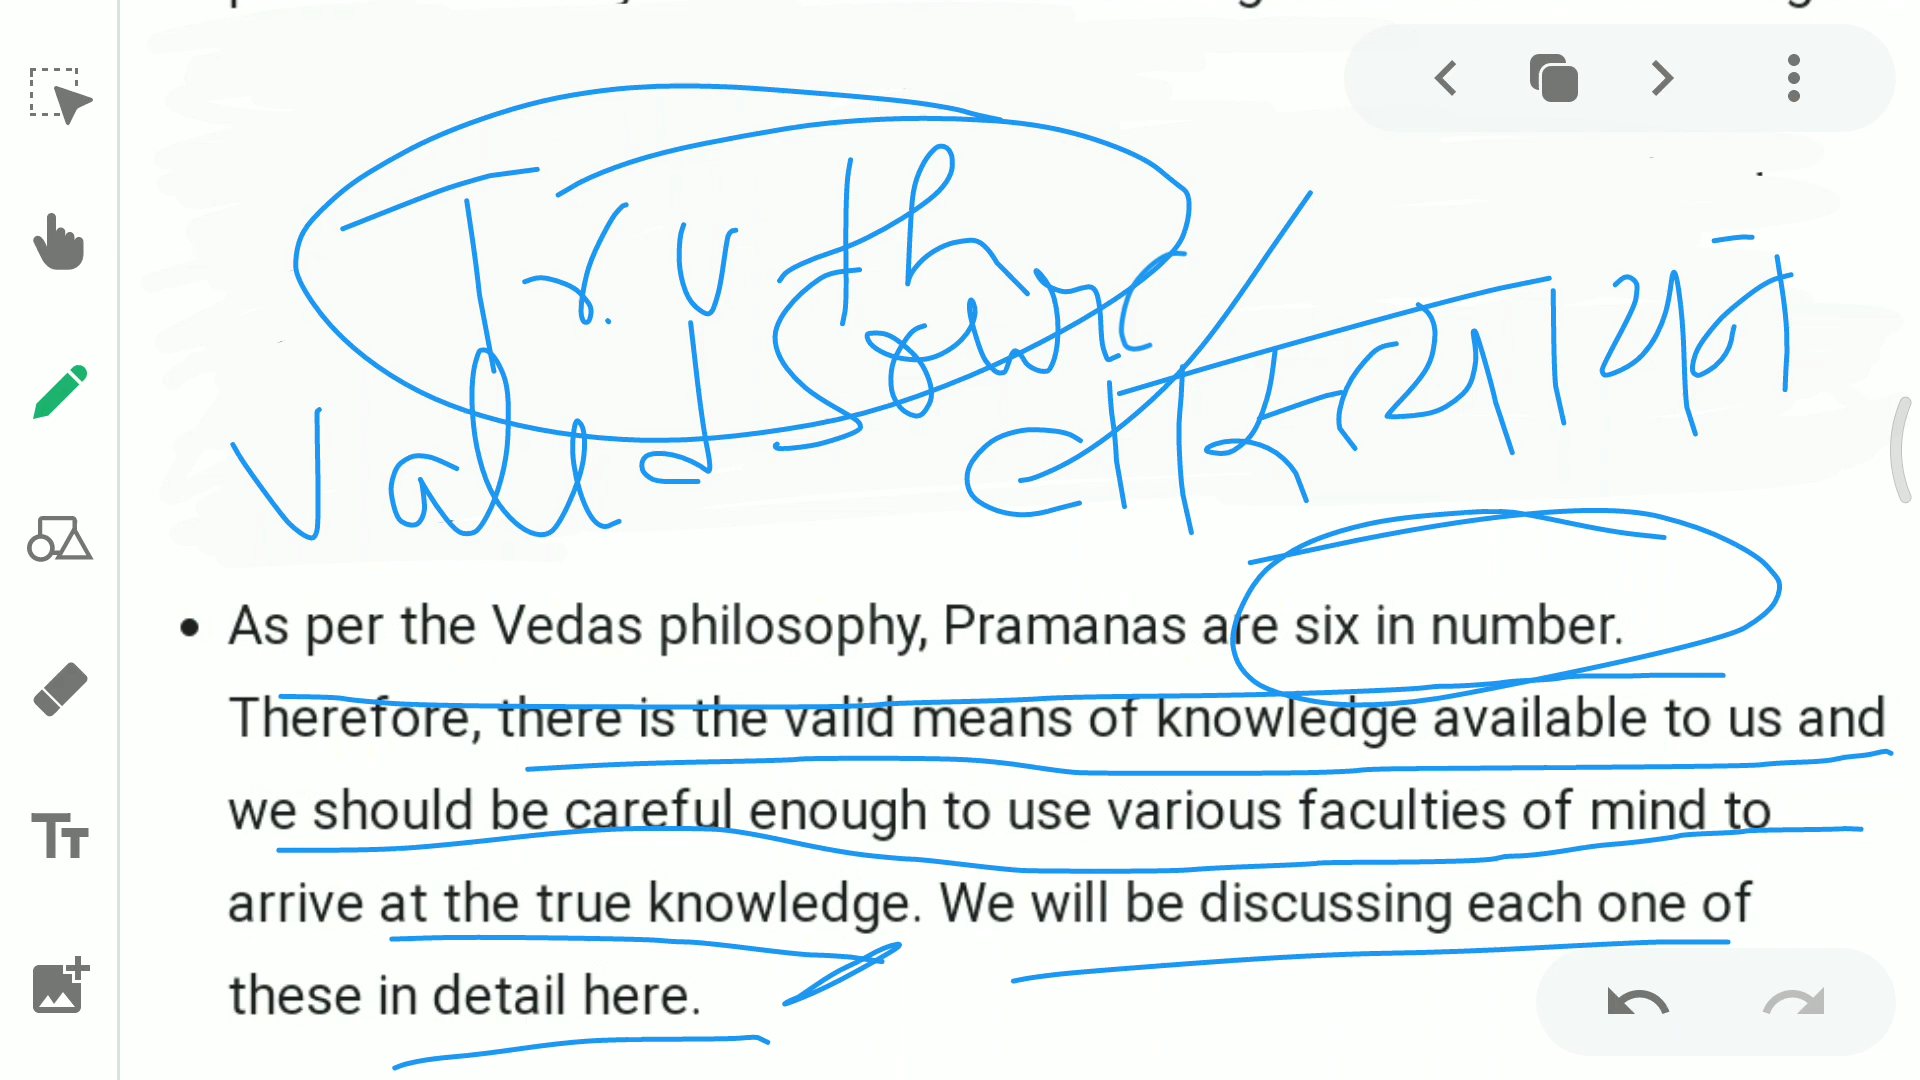 Truth
Valid source
As per the Vedas philosophy, Pramanas are six in number.
Therefore, there is the valid means of knowledge available to us and
we should be careful enough to use various faculties of mind to
arrive at the true knowledge. We will be discussing each one of
these in detail here.